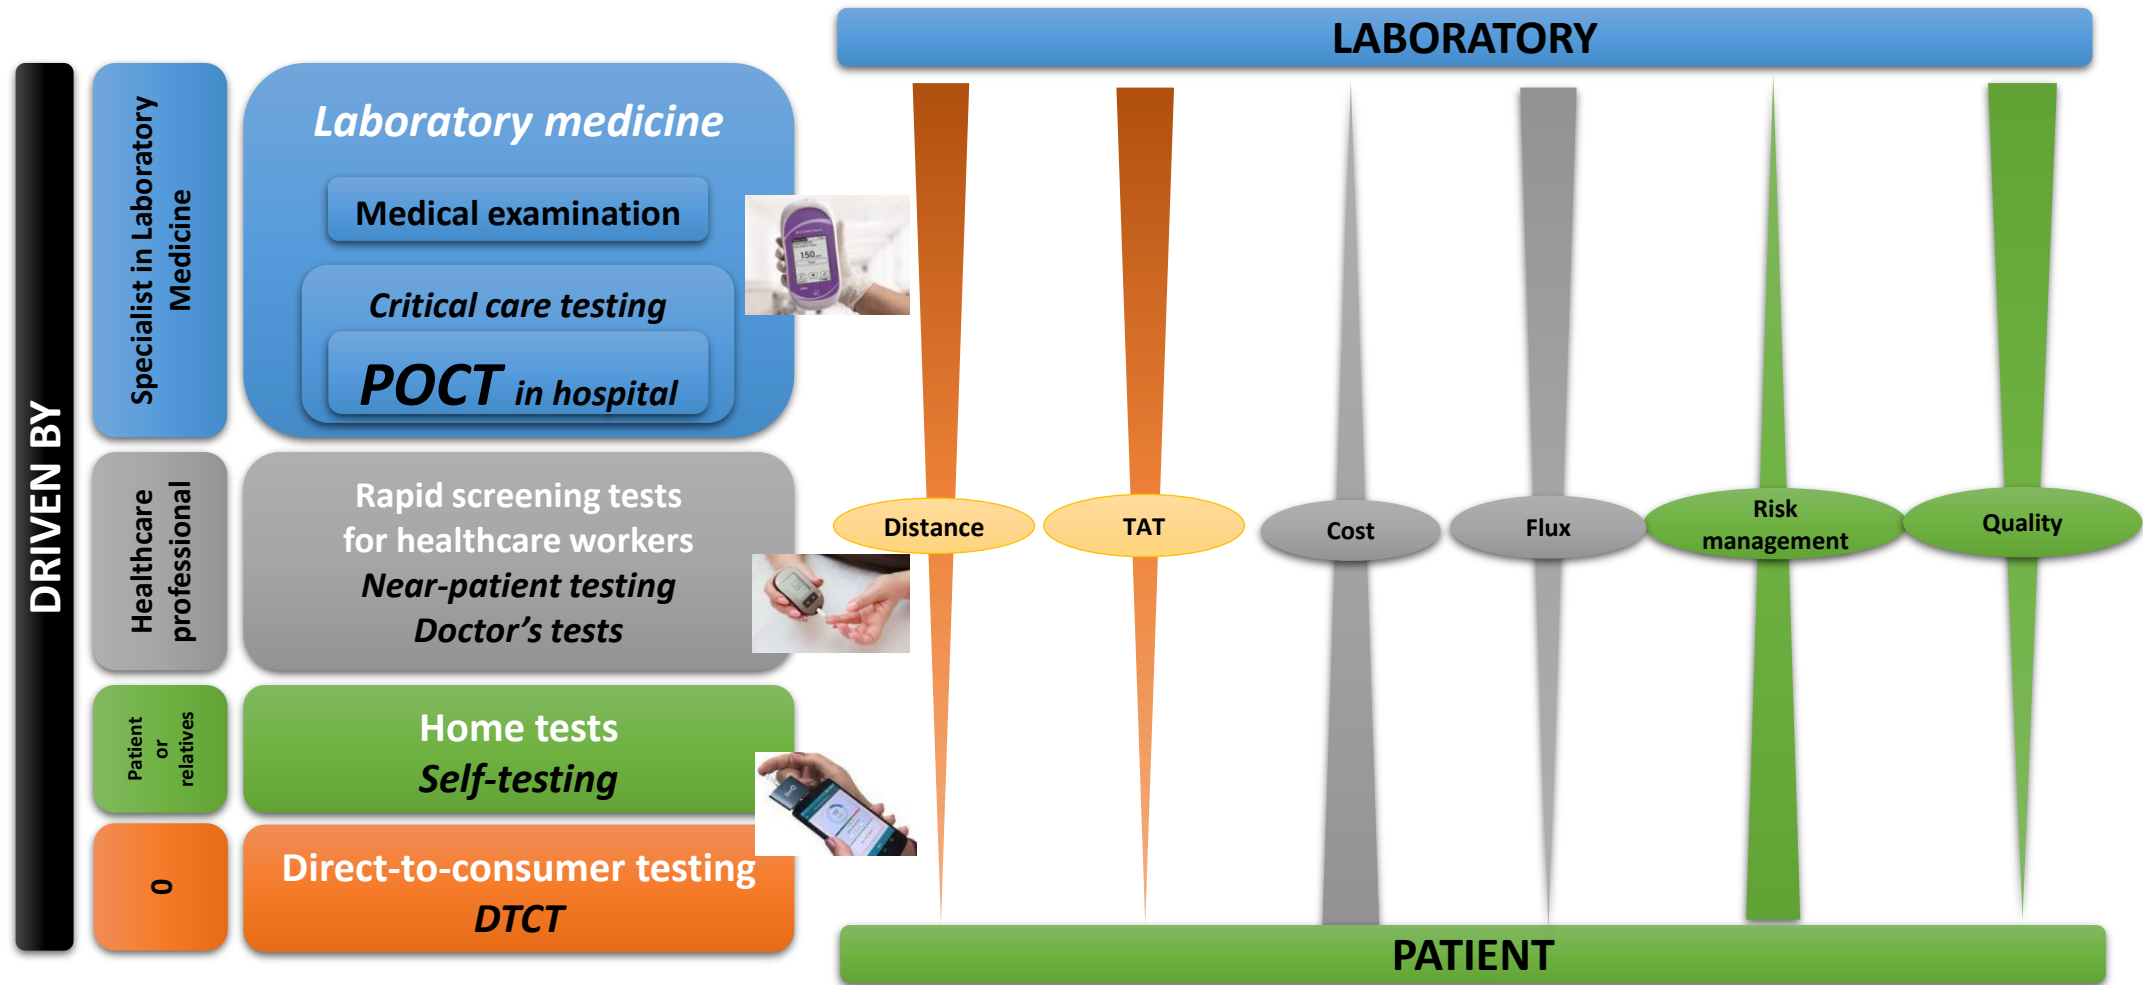 LABORATORY
DRIVEN BY
Specialist in Laboratory
Medicine
Laboratory medicine
Medical examination
Critical care testing
POCT in hospital
150
Healthcare
professional
Rapid screening tests
for healthcare workers
Near-patient testing
Doctor’s tests
Distance
TAT
Cost
Flux
Risk
management
Quality
Patient
or
relatives
Home tests
Self-testing
0
Direct-to-consumer testing
DTCT
PATIENT